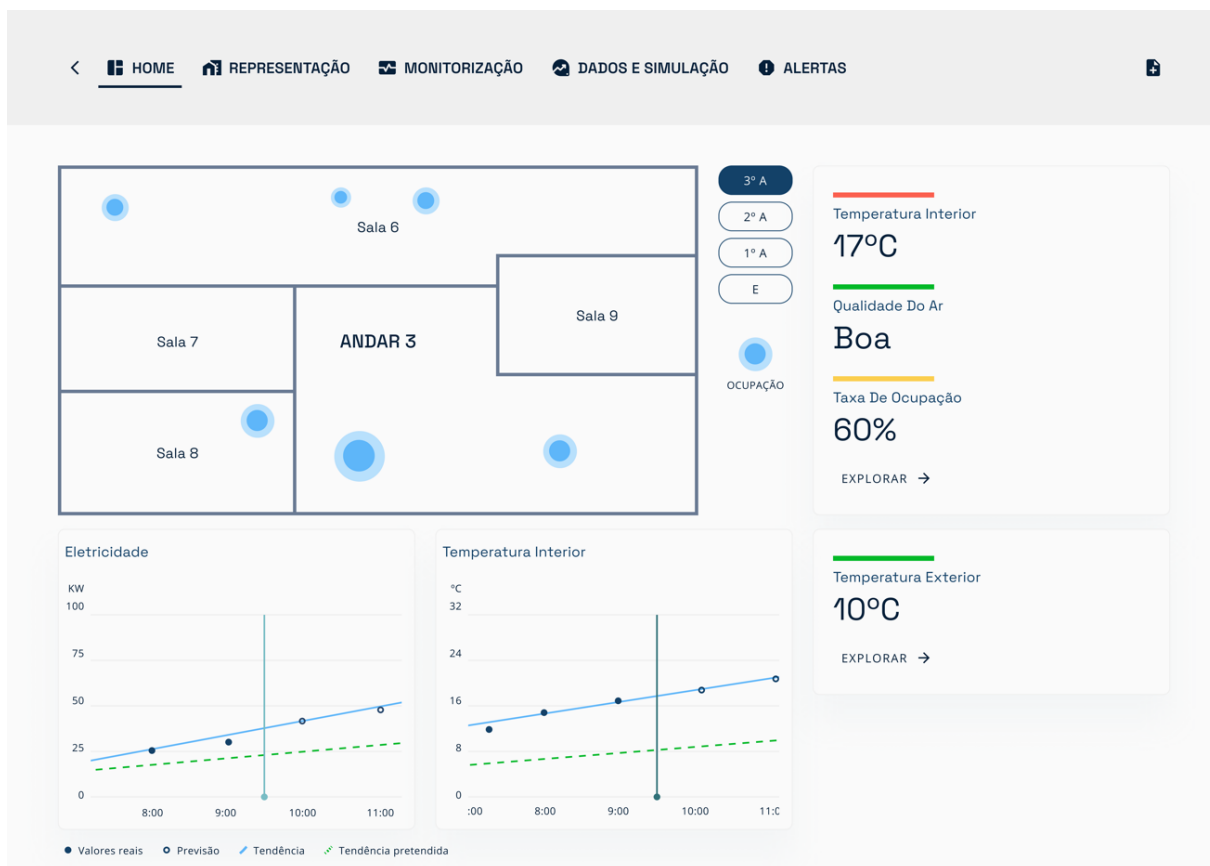 HOME REPRESENTAÇÃO MONITORIZAÇÃO DADOS E SIMULAÇÃO ALERTAS
Sala 6
Sala 7
ANDAR 3
Sala 9
Sala 8
3º A
2º A
1º A
E
OCUPAÇÃO
Temperatura Interior
17ºC
Qualidade Do Ar
Boa
Taxa De Ocupação
60%
EXPLORAR
Eletricidade
KW
100
75
50
25
0
8:00 9:00 10:00 11:00
Temperatura Interior
ºC
32
24
16
8
0
:00 8:00 9:00 10:00 11:0
Temperatura Exterior
10ºC
EXPLORAR
Valores reais Previsão Tendência Tendência pretendida